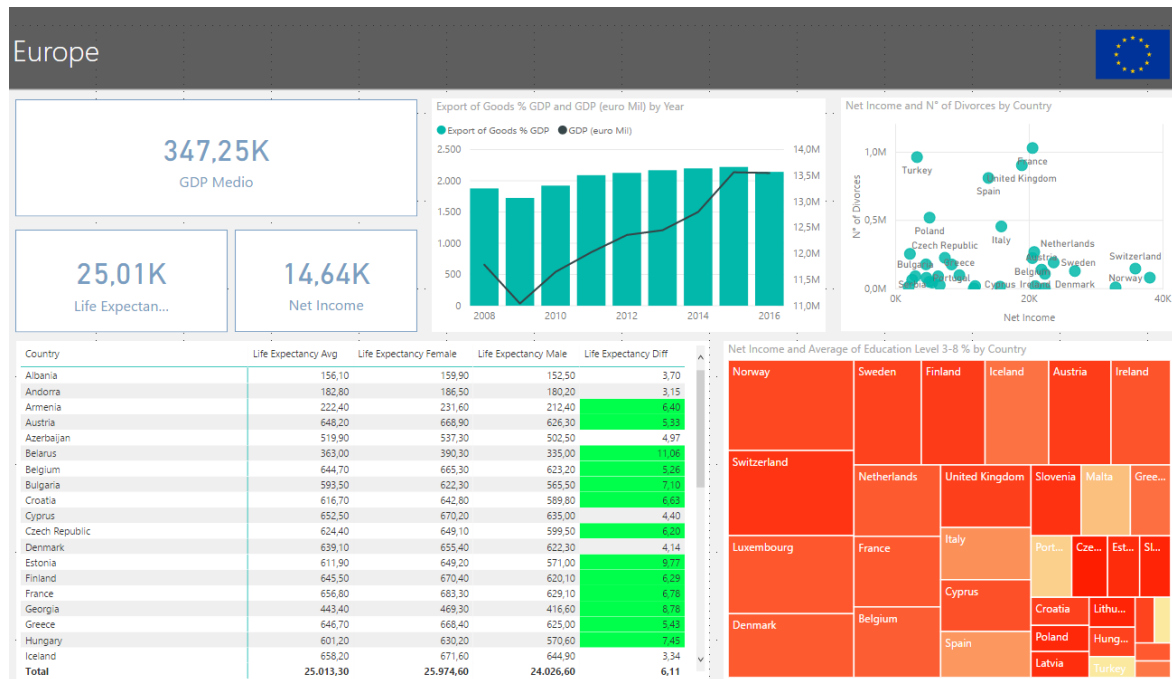 Europe
347,25K
GDP Medio
25,01K
Life Expectan...
14,64K
Net Income
Export of Goods % GDP and GDP (euro Mil) by Year
Export of Goods % GDP GDP (euro Mil)
2.500 14,0M
2.000 13,5M
13,0M
1.500
12,5M
1.000
12,0M
500 11,5M
0 11,0M
2008 2010 2012 2014 2016
Net Income and N° of Divorces by Country
N° of Divorces
1,0M
0,5M
0,0M
France
Turkey
United Kingdom
Spain
Poland
Italy
Czech Republic
Netherlands
Bulgaria
Greece
Austria
Sweden
Switzerland
Serbia
Portugal
Belgium
Norway
Cyprus
Ireland
Denmark
0K 20K 40K
Net Income
Country Life Expectancy Avg Life Expectancy Female Life Expectancy Male Life Expectancy Diff
Albania 156,10 159,90 152,50 3,70
Andorra 182,80 186,50 180,20 3,15
Armenia 222,40 231,60 212,40 6,40
Austria 648,20 668,90 626,30 5,33
Azerbaijan 519,90 537,30 502,50 4,97
Belarus 363,00 390,30 335,00 11,06
Belgium 644,70 665,30 623,20 5,26
Bulgaria 593,50 622,30 565,50 7,10
Croatia 616,70 642,80 589,80 6,63
Cyprus 652,50 670,20 635,00 4,40
Czech Republic 624,40 649,10 599,50 6,20
Denmark 639,10 655,40 622,30 4,14
Estonia 611,90 649,20 571,00 9,77
Finland 645,50 670,40 620,10 6,29
France 656,80 683,30 629,10 6,78
Georgia 443,40 469,30 416,60 8,78
Greece 646,70 668,40 625,00 5,43
Hungary 601,20 630,20 570,60 7,45
Iceland 658,20 671,60 644,90 3,34
Total 25.013,30 25.974,60 24.026,60 6,11
Net Income and Average of Education Level 3-8 % by Country
Norway
Sweden
Finland
Iceland
Austria
Ireland
Switzerland
Netherlands
United Kingdom
Slovenia
Malta
Gree...
Luxembourg
France
Italy
Port...
Cze...
Est...
Sl...
Cyprus
Croatia
Lithu...
Denmark
Belgium
Spain
Poland
Hung...
Latvia
Turkey